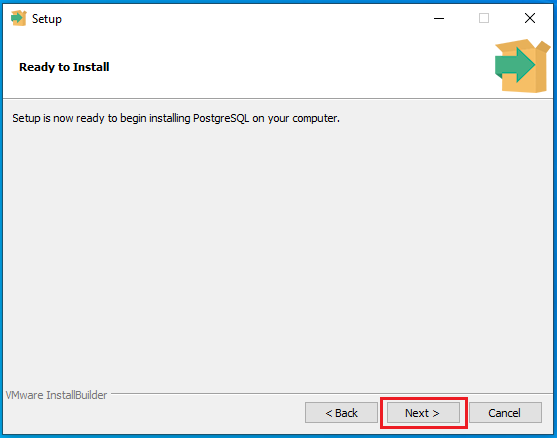 Setup
Ready to Install
Setup is now ready to begin installing PostgreSQL on your computer.
VMware InstallBuilder
< Back
Next >
Cancel